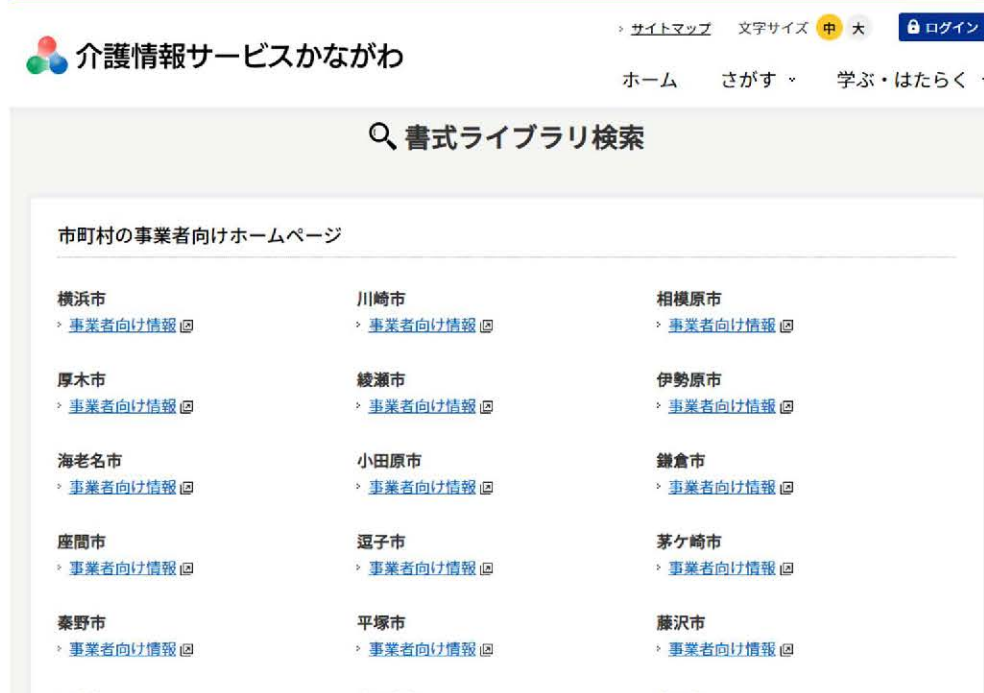 サイトマップ 文字サイズ 中 大 ログイン
介護情報サービスかながわ
ホーム さがす 学ぶ・はたらく
書式ライブラリ検索
市町村の事業者向けホームページ
横浜市 川崎市 相模原市
事業者向け情報 事業者向け情報 事業者向け情報
厚木市 綾瀬市 伊勢原市
事業者向け情報 事業者向け情報 事業者向け情報
海老名市 小田原市 鎌倉市
事業者向け情報 事業者向け情報 事業者向け情報
座間市 逗子市 茅ケ崎市
事業者向け情報 事業者向け情報 事業者向け情報
秦野市 平塚市 藤沢市
事業者向け情報 事業者向け情報 事業者向け情報